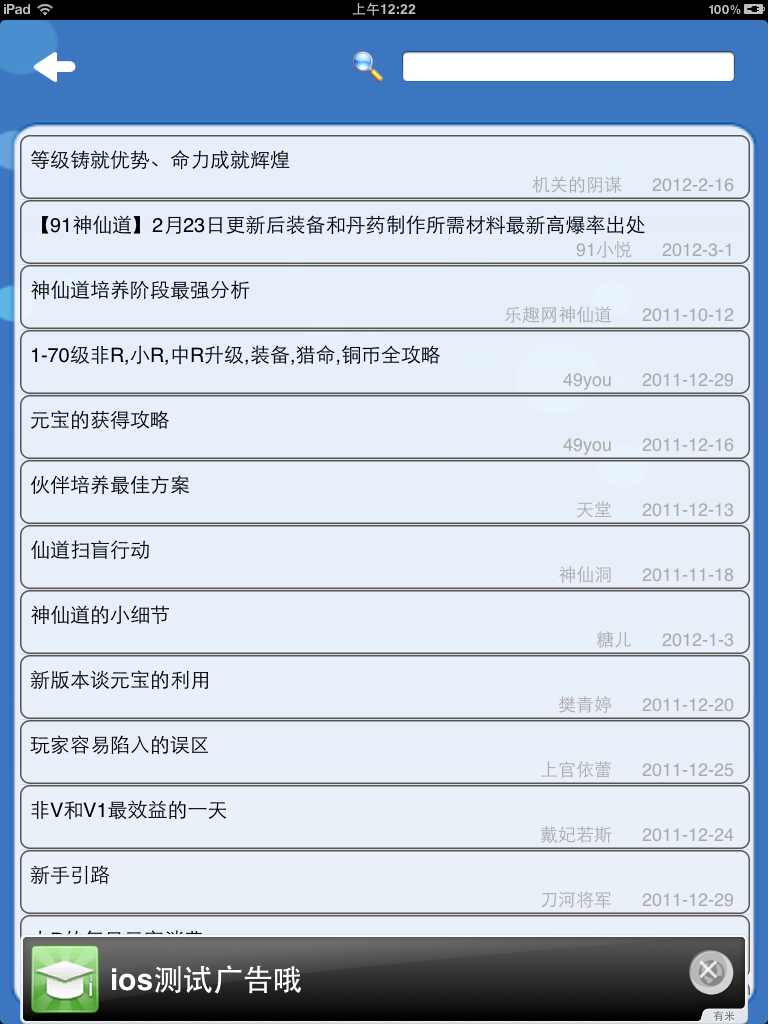 iPad 上午12:22 100%
等级铸就优势、命力成就辉煌
机关的阴谋 2012-2-16
【91神仙道】2月23日更新后装备和丹药制作所需材料最新高爆率出处
91小悦 2012-3-1
神仙道培养阶段最强分析
乐趣网神仙道 2011-10-12
1-70级非R,小R,中R升级,装备,猎命,铜币全攻略
49you 2011-12-29
元宝的获得攻略
49you 2011-12-16
伙伴培养最佳方案
天堂 2011-12-13
仙道扫盲行动
神仙洞 2011-11-18
神仙道的小细节
糖儿 2012-1-3
新版本谈元宝的利用
樊青婷 2011-12-20
玩家容易陷入的误区
上官依蕾 2011-12-25
非V和V1最效益的一天
戴妃若斯 2011-12-24
新手引路
刀河将军 2011-12-29
ios测试广告哦
有米